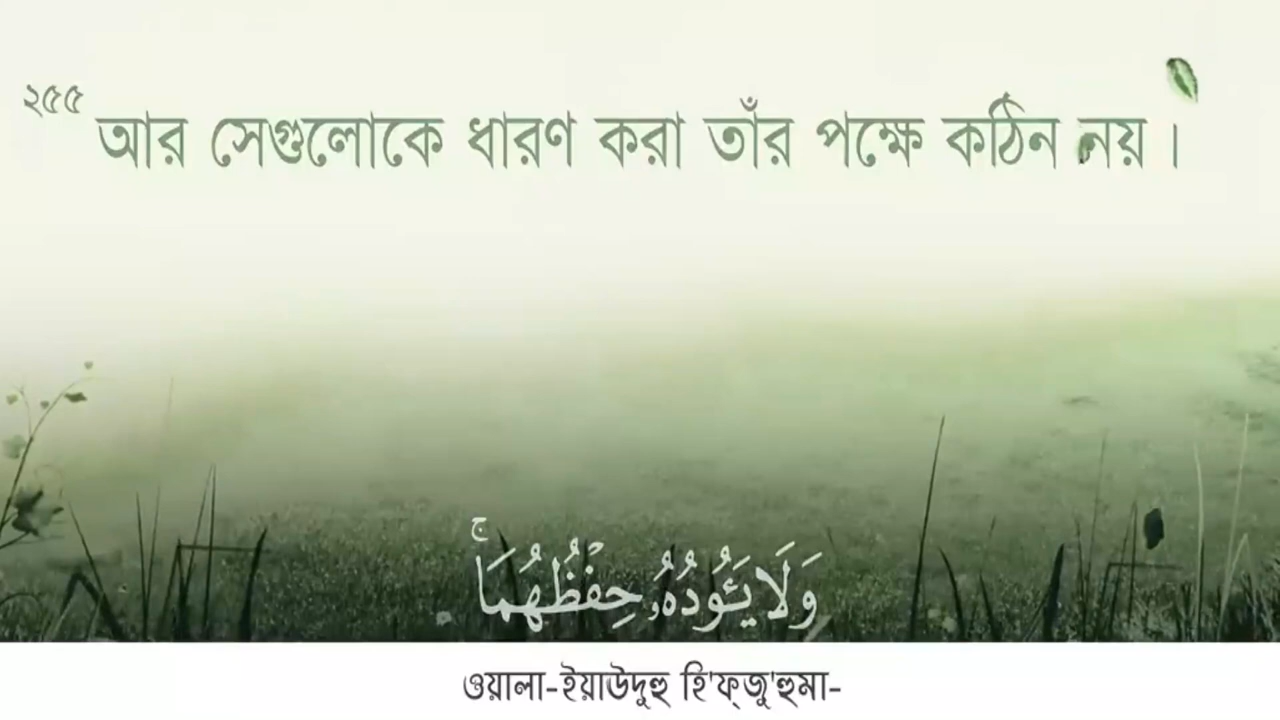 ২৫৫ আর সেগুলোকে ধারণ করা তাঁর পক্ষে কঠিন নয়।
وَلَا يَـُٔودُهُۥ حِفْظُهُمَا ۚ
ওয়ালা-ইয়াউদুহু হি'ফ্জু'হুমা-